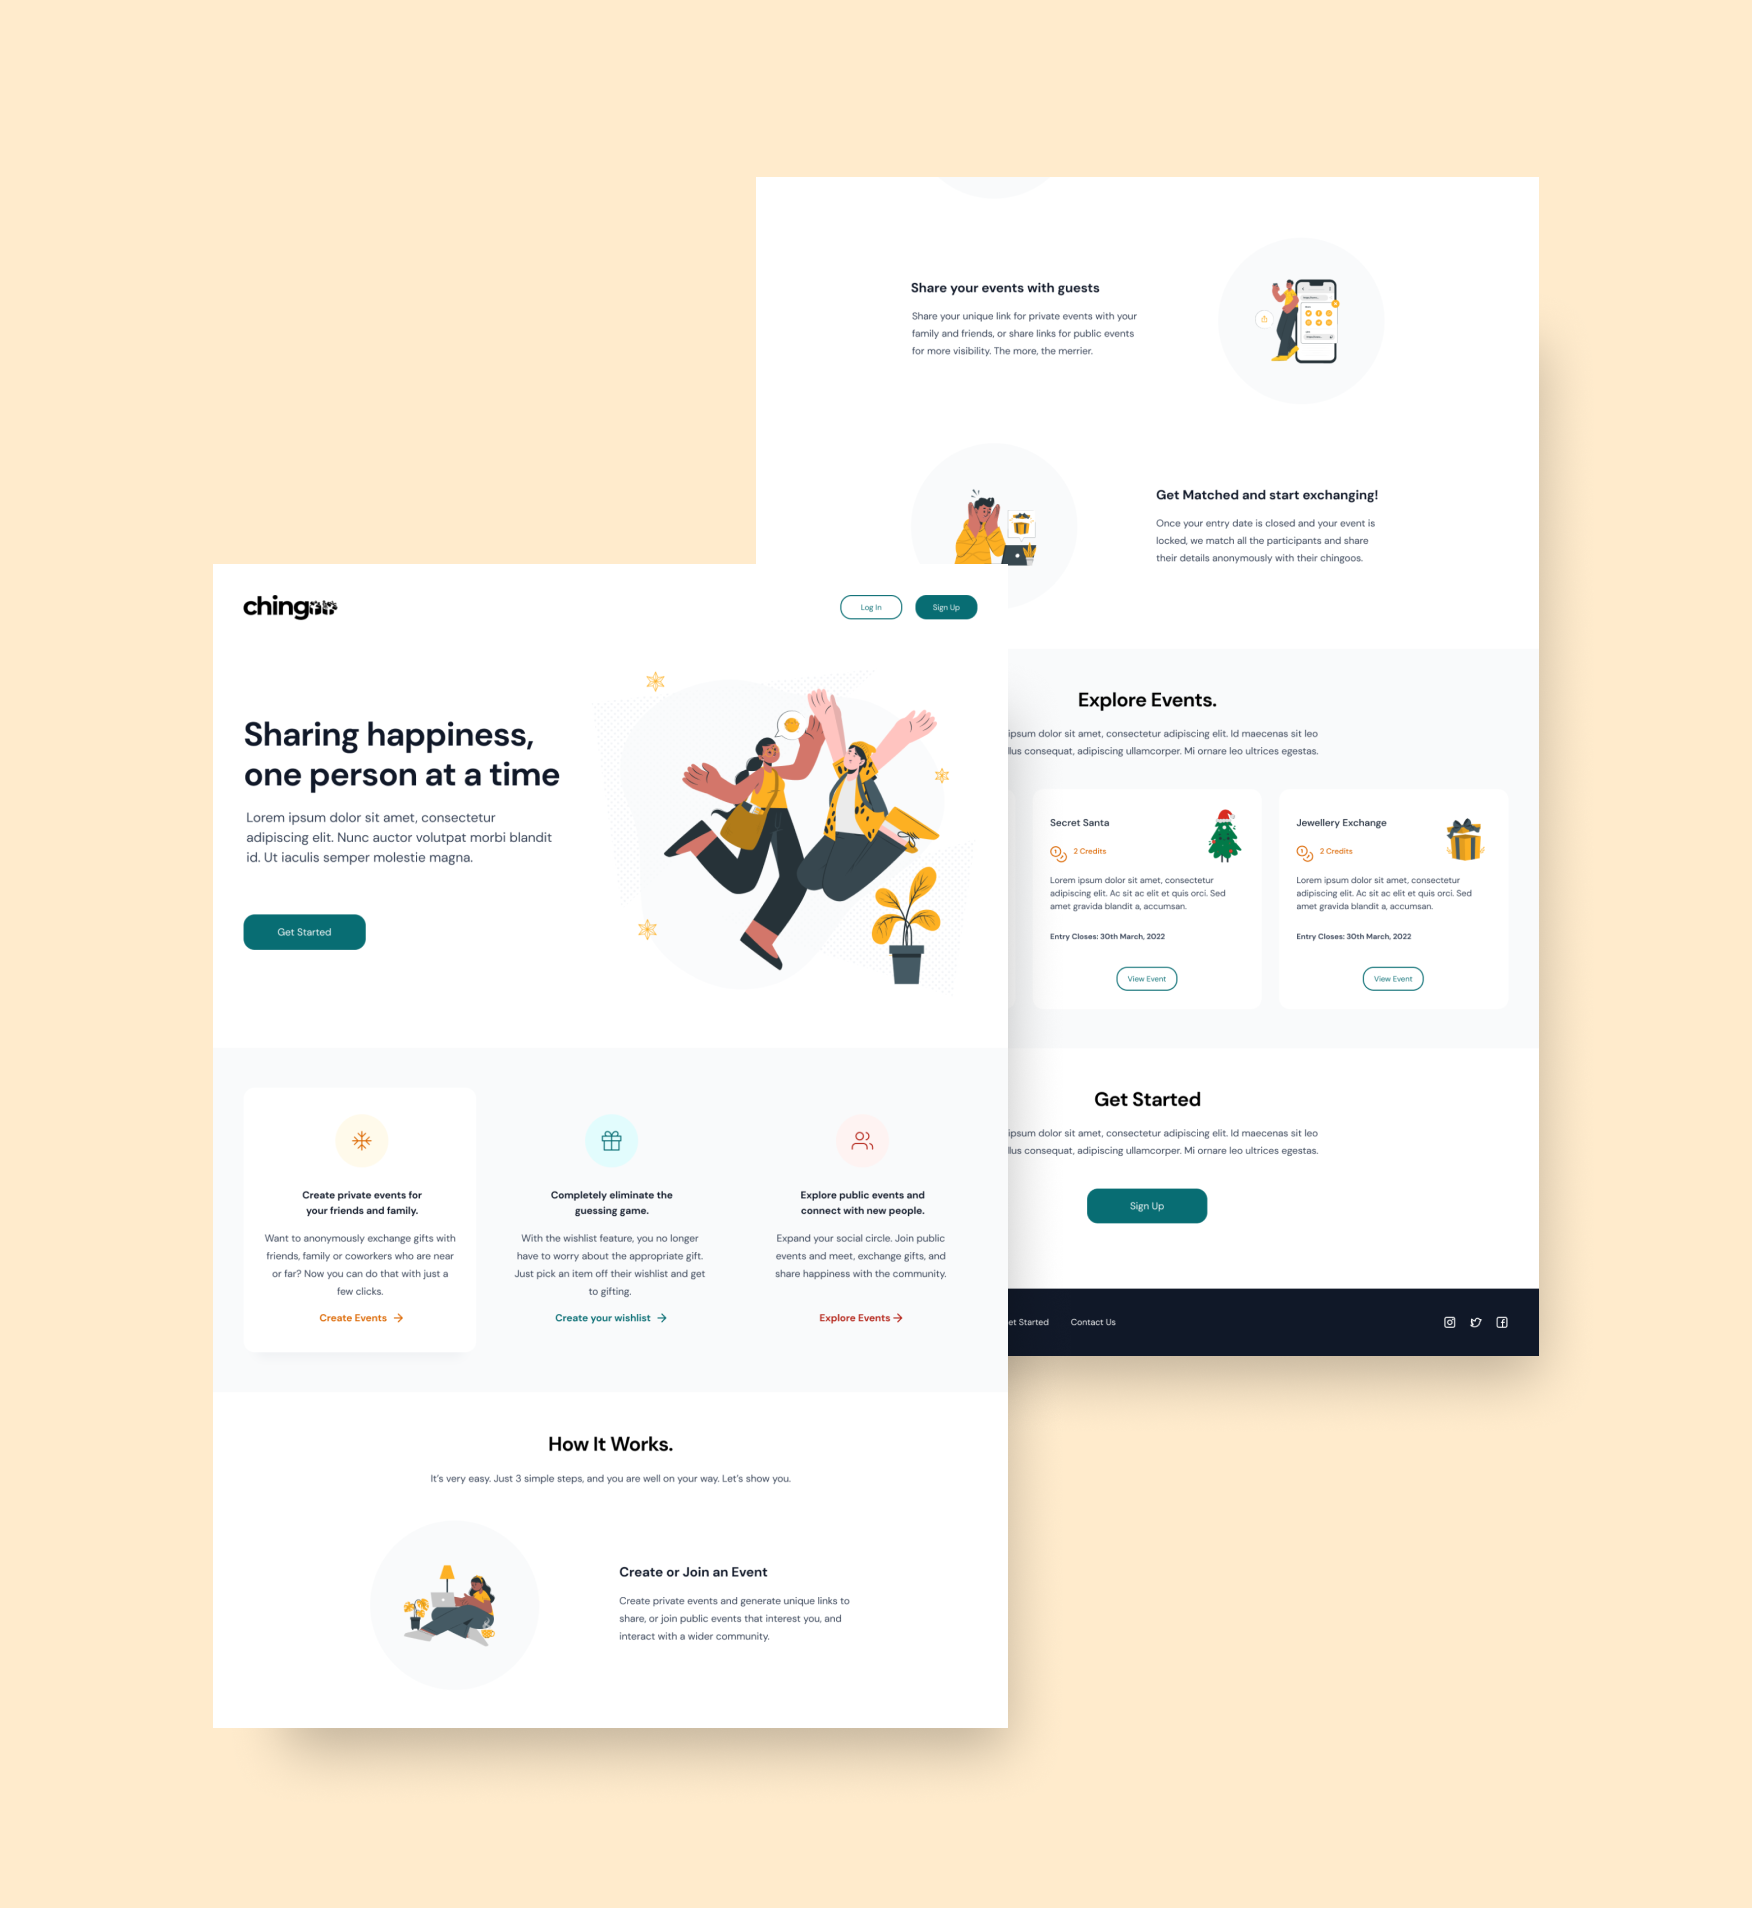 Share your events with guests
Share your unique link for private events with your
family and friends, or share links for public events
for more visibility. The more, the merrier.
Get Matched and start exchanging!
Once your entry date is closed and your event is
locked, we match all the participants and share
their details anonymously with their chingoos.
chingoo
Log In
Sign Up
Sharing happiness,
one person at a time
Lorem ipsum dolor sit amet, consectetur
adipiscing elit. Nunc auctor volutpat morbi blandit
id. Ut iaculis semper molestie magna.
Get Started
Explore Events.
ipsum dolor sit amet, consectetur adipiscing elit. Id maecenas sit leo
llus consequat, adipiscing ullamcorper. Mi ornare leo ultrices egestas.
Secret Santa
2 Credits
Lorem ipsum dolor sit amet, consectetur
adipiscing elit. Ac sit ac elit et quis orci. Sed
amet gravida blandit a, accumsan.
Entry Closes: 30th March, 2022
View Event
Jewellery Exchange
2 Credits
Lorem ipsum dolor sit amet, consectetur
adipiscing elit. Ac sit ac elit et quis orci. Sed
amet gravida blandit a, accumsan.
Entry Closes: 30th March, 2022
View Event
Create private events for
your friends and family.
Want to anonymously exchange gifts with
friends, family or coworkers who are near
or far? Now you can do that with just a
few clicks.
Create Events
Completely eliminate the
guessing game.
With the wishlist feature, you no longer
have to worry about the appropriate gift.
Just pick an item off their wishlist and get
to gifting.
Create your wishlist
Explore public events and
connect with new people.
Expand your social circle. Join public
events and meet, exchange gifts, and
share happiness with the community.
Explore Events
Get Started
ipsum dolor sit amet, consectetur adipiscing elit. Id maecenas sit leo
llus consequat, adipiscing ullamcorper. Mi ornare leo ultrices egestas.
Sign Up
et Started
Contact Us
How It Works.
It's very easy. Just 3 simple steps, and you are well on your way. Let's show you.
Create or Join an Event
Create private events and generate unique links to
share, or join public events that interest you, and
interact with a wider community.